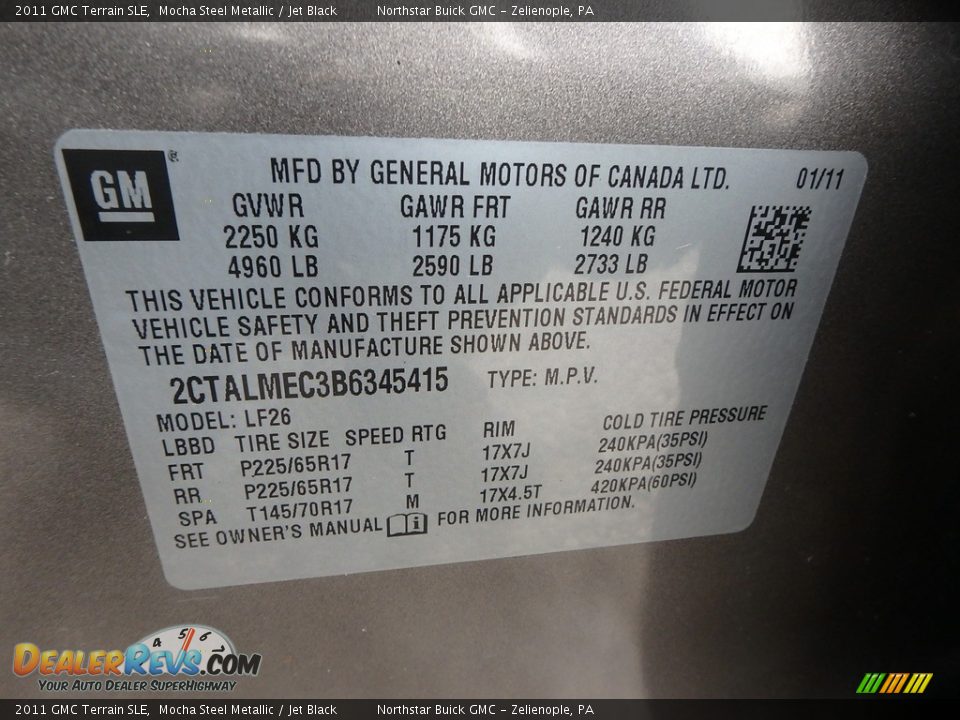 2011 GMC Terrain SLE, Mocha Steel Metallic / Jet Black Northstar Buick GMC – Zelienople, PA
GM ®
MFD BY GENERAL MOTORS OF CANADA LTD. 01/11
GVWR GAWR FRT GAWR RR
2250 KG 1175 KG 1240 KG
4960 LB 2590 LB 2733 LB
THIS VEHICLE CONFORMS TO ALL APPLICABLE U.S. FEDERAL MOTOR
VEHICLE SAFETY AND THEFT PREVENTION STANDARDS IN EFFECT ON
THE DATE OF MANUFACTURE SHOWN ABOVE.
2CTALMEC3B6345415 TYPE: M.P.V.
MODEL: LF26
LBBD TIRE SIZE SPEED RTG RIM COLD TIRE PRESSURE
FRT P225/65R17 T 17X7J 240KPA(35PSI)
RR P225/65R17 T 17X7J 240KPA(35PSI)
SPA T145/70R17 M 17X4.5T 420KPA(60PSI)
SEE OWNER'S MANUAL i FOR MORE INFORMATION.
4 5 6
DEALERREVS.COM
YOUR AUTO DEALER SUPERHIGHWAY
2011 GMC Terrain SLE, Mocha Steel Metallic / Jet Black Northstar Buick GMC – Zelienople, PA